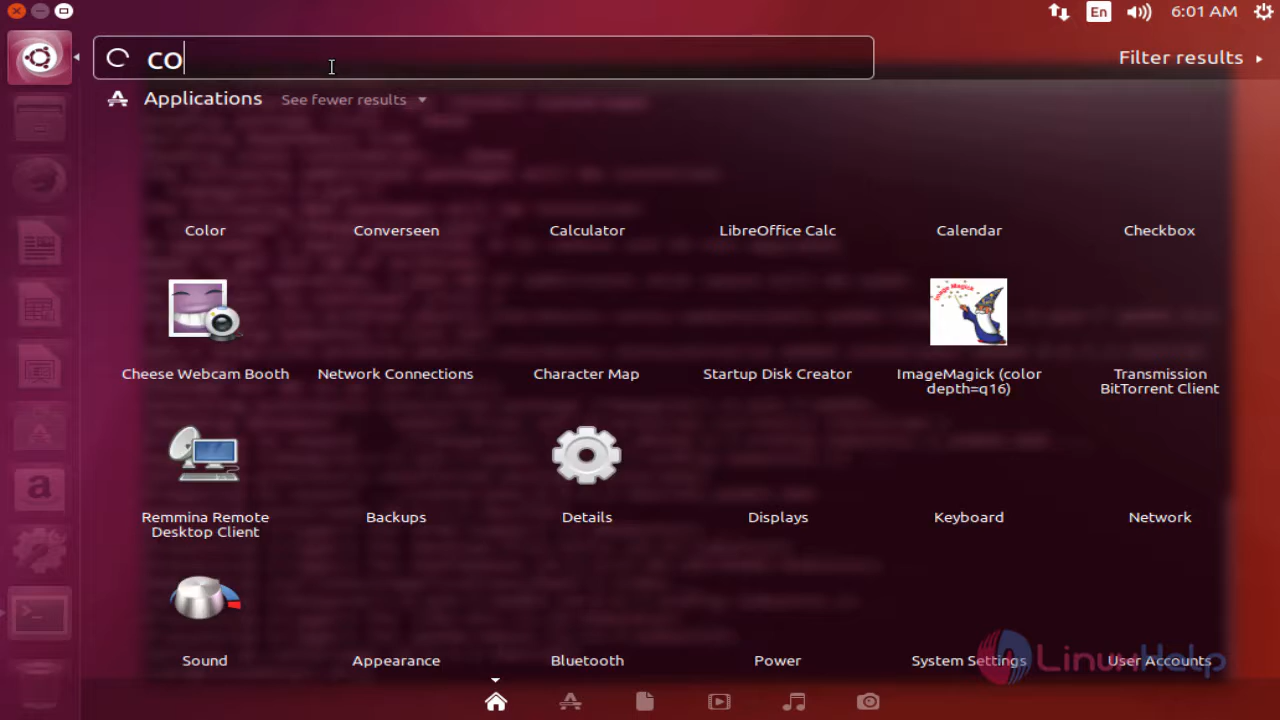 En
6:01 AM
co
Filter results
Applications
See fewer results
Color
Converseen
Calculator
LibreOffice Calc
Calendar
Checkbox
Image Magick
Cheese Webcam Booth
Network Connections
Character Map
Startup Disk Creator
ImageMagick (color
depth=q16)
Transmission
BitTorrent Client
a
Remmina Remote
Desktop Client
Backups
Details
Displays
Keyboard
Network
Sound
Appearance
Bluetooth
Power
System Settings
User Accounts
LinuxHelp